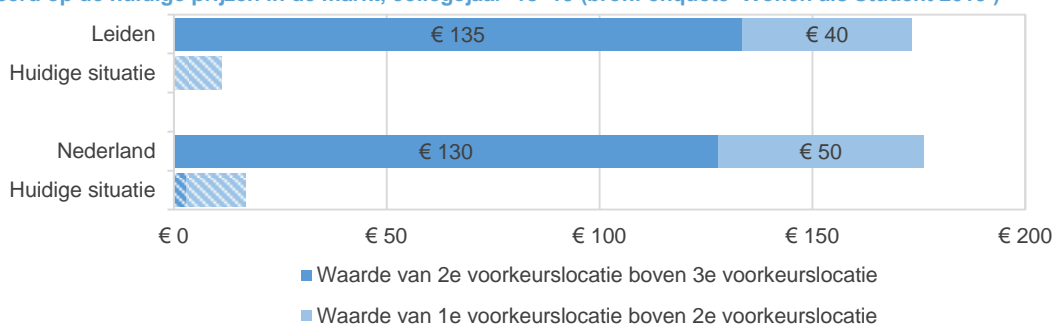 Leiden
€ 135
€ 40
Huidige situatie
Nederland
€ 130
€ 50
Huidige situatie
€ 0
€ 50
€ 100
€ 150
€ 200
Waarde van 2e voorkeurslocatie boven 3e voorkeurslocatie
Waarde van 1e voorkeurslocatie boven 2e voorkeurslocatie